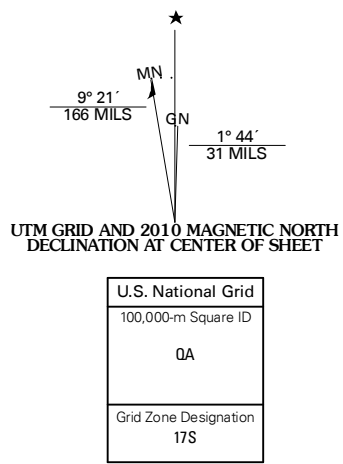 MN
9° 21´
166 MILS
GN
1° 44´
31 MILS
UTM GRID AND 2010 MAGNETIC NORTH
DECLINATION AT CENTER OF SHEET
U.S. National Grid
100,000-m Square ID
QA
Grid Zone Designation
17S